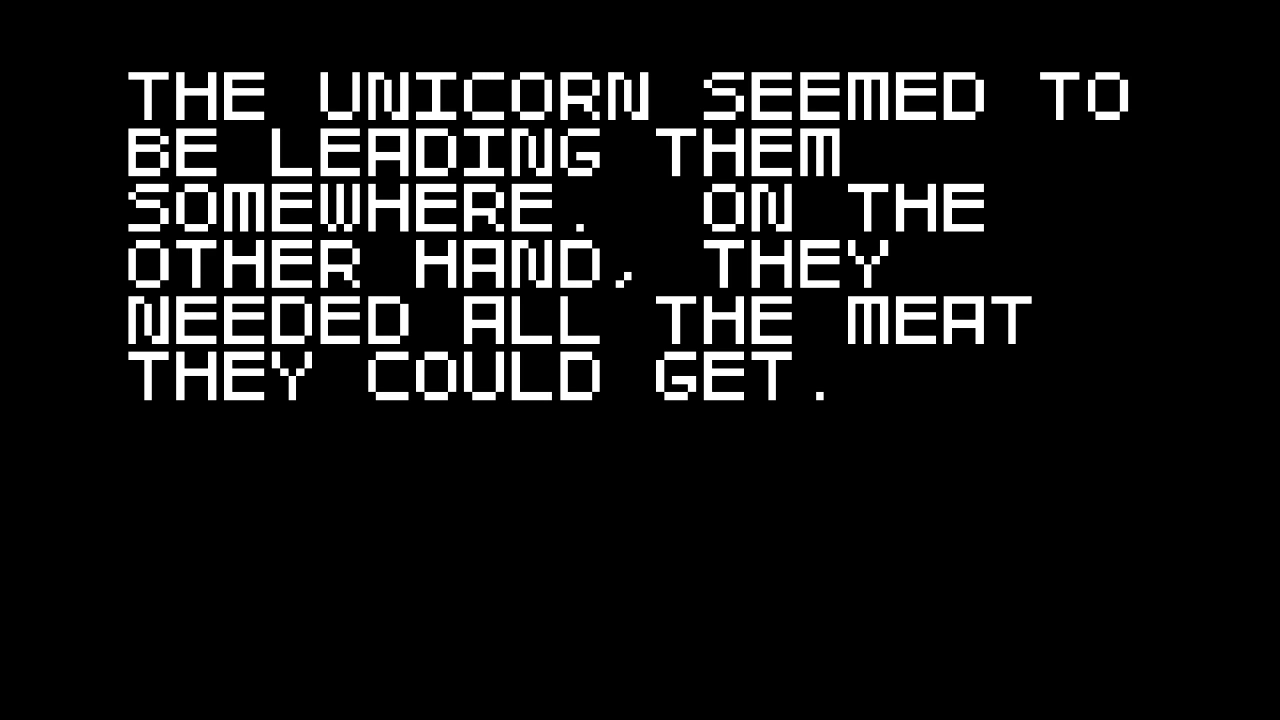 THE UNICORN SEEMED TO
BE LEADING THEM
SOMEWHERE.  ON THE
OTHER HAND, THEY
NEEDED ALL THE MEAT
THEY COULD GET.